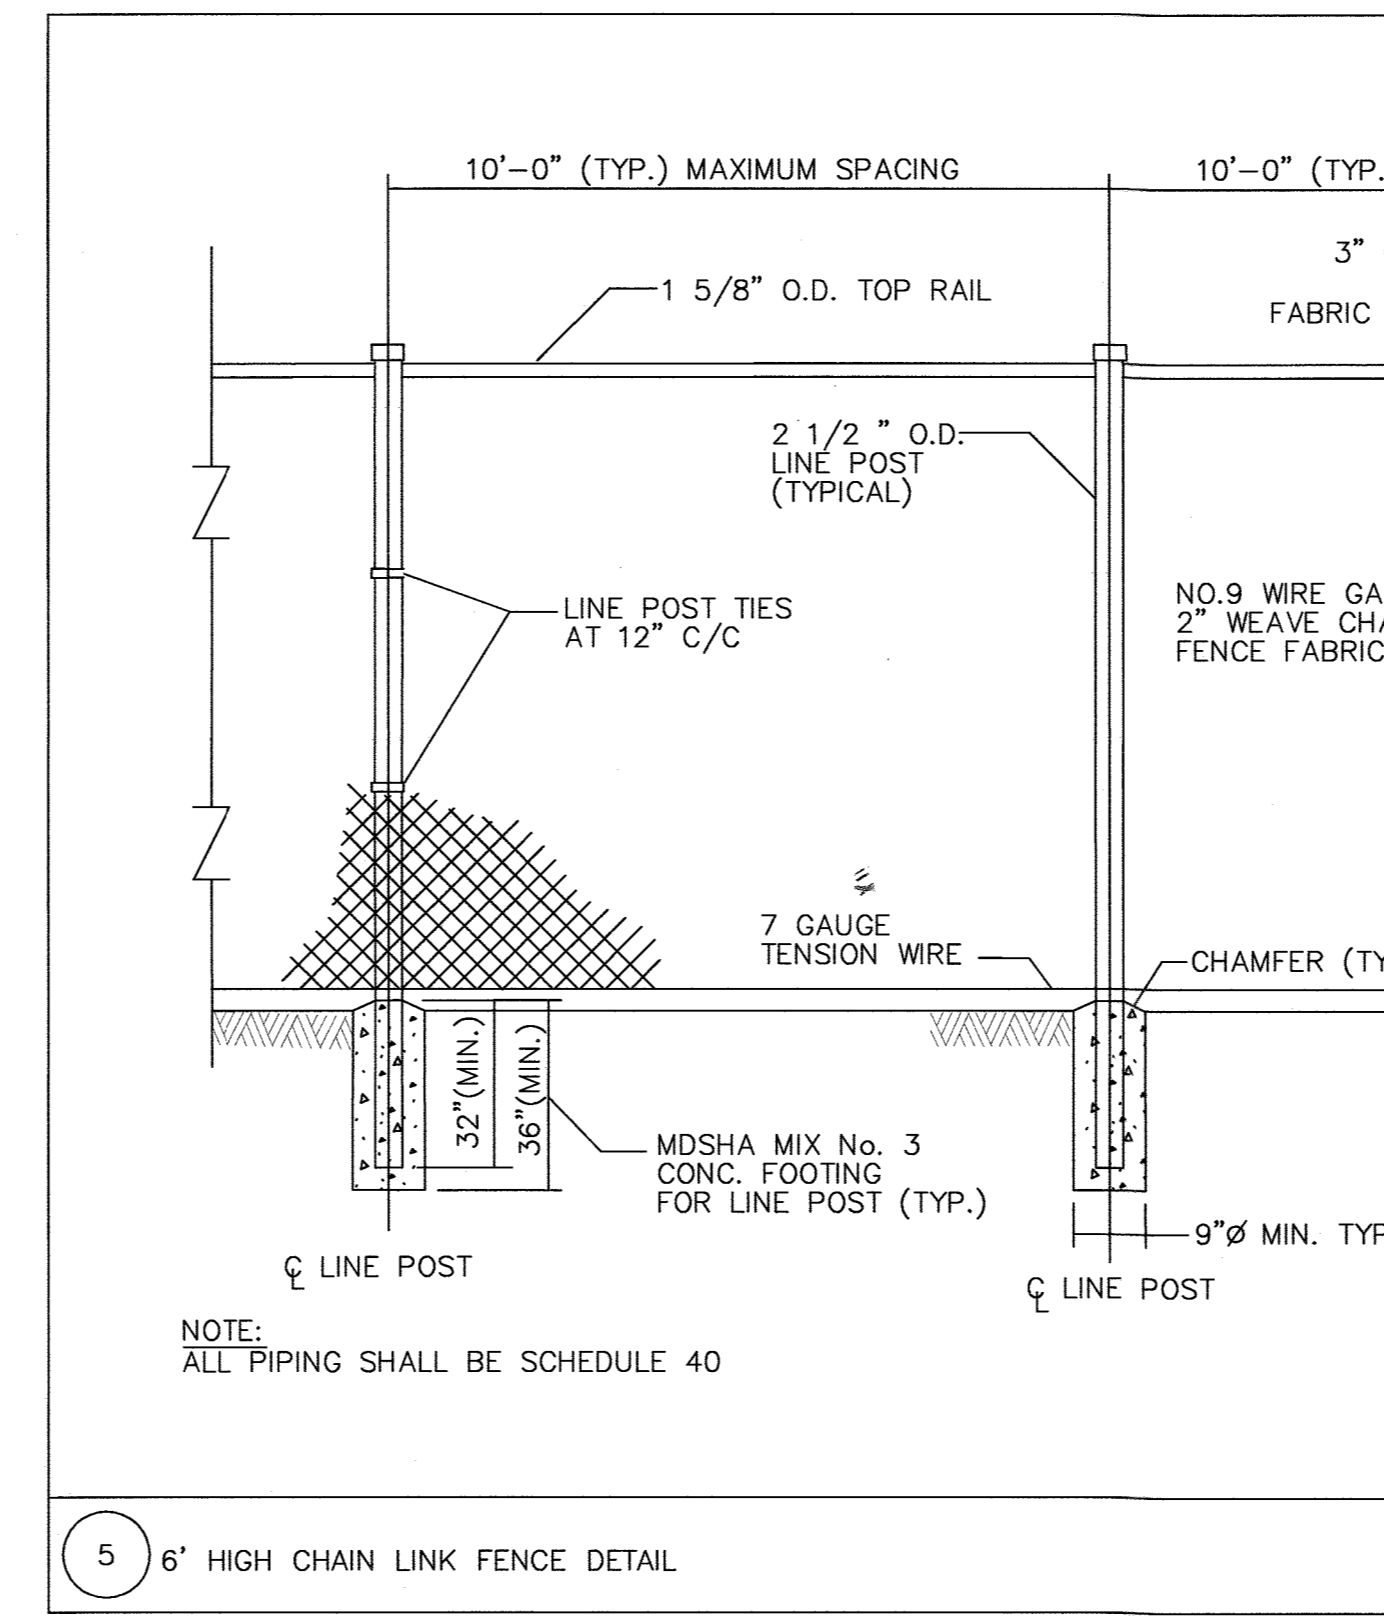 10'-0" (TYP.) MAXIMUM SPACING
10'-0" (TYP.
3"
1 5/8" O.D. TOP RAIL
FABRIC
2 1/2 " O.D.
LINE POST
(TYPICAL)
LINE POST TIES
AT 12" C/C
NO.9 WIRE GA
2" WEAVE CHA
FENCE FABRIC
7 GAUGE
TENSION WIRE
CHAMFER (TY
32"(MIN.)
36"(MIN.)
MDSHA MIX No. 3
CONC. FOOTING
FOR LINE POST (TYP.)
9"Ø MIN. TYP
℄ LINE POST
℄ LINE POST
NOTE:
ALL PIPING SHALL BE SCHEDULE 40
5
6' HIGH CHAIN LINK FENCE DETAIL